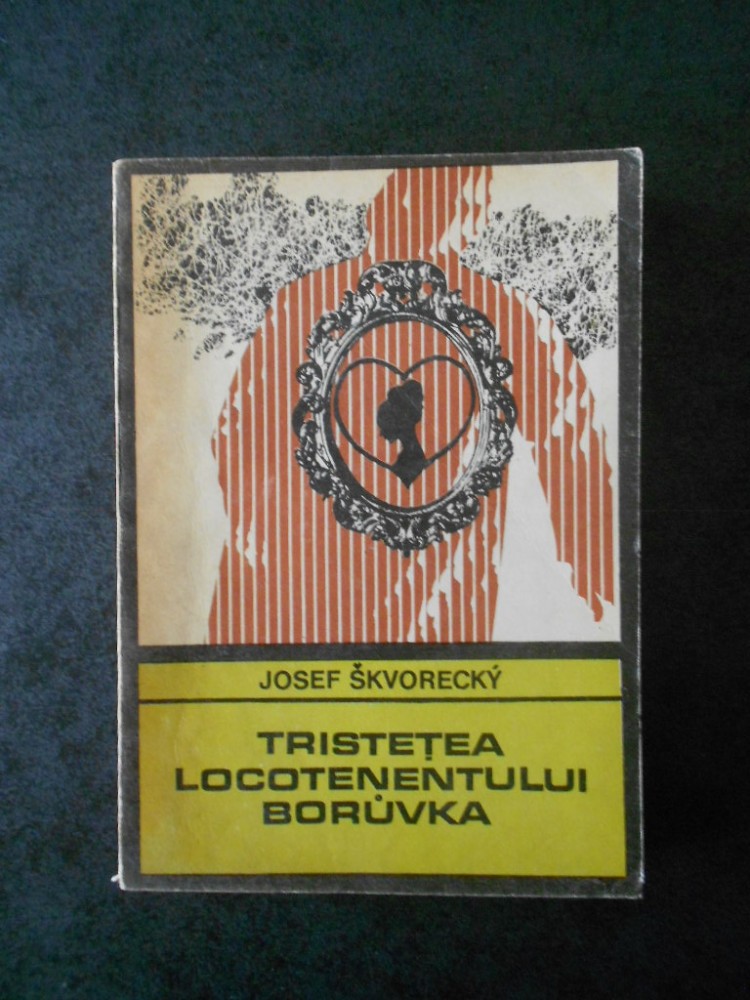 JOSEF ŠKVORECKÝ
TRISTEȚEA
LOCOTENENTULUI
BORŮVKA